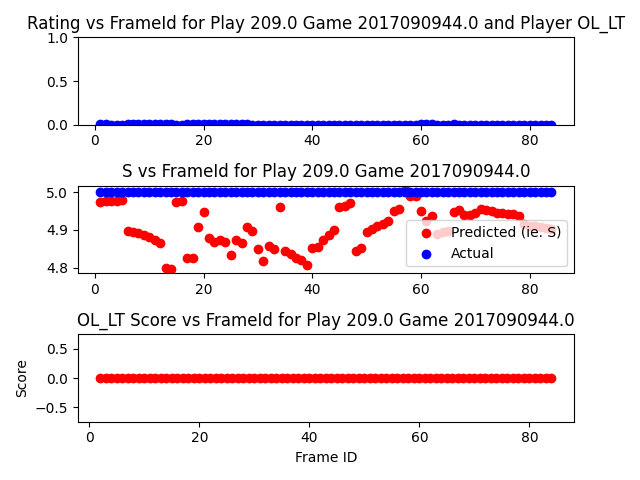 Rating vs FrameId for Play 209.0 Game 2017090944.0 and Player OL_LT
1.0
0.5
0.0
0 20 40 60 80
S vs FrameId for Play 209.0 Game 2017090944.0
5.0
4.9
4.8
Predicted (ie. S)
Actual
0 20 40 60 80
OL_LT Score vs FrameId for Play 209.0 Game 2017090944.0
Score
0.5
0.0
−0.5
0 20 40 60 80
Frame ID